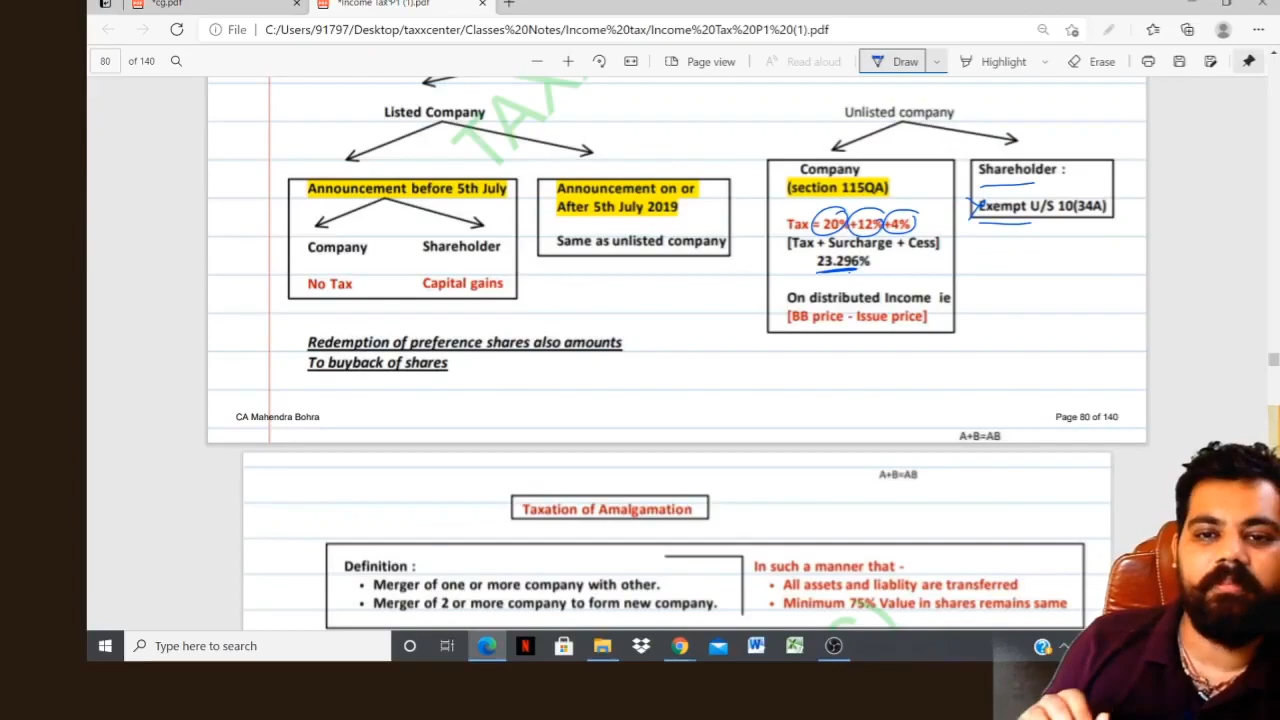 *cg.pdf
*Income Tax P1 (1).pdf
File
C:/Users/91797/Desktop/taxxcenter/Classes%20Notes/Income%20tax/Income%20Tax%20P1%20(1).pdf
80
of 140
Page view
Read aloud
Draw
Highlight
Erase
Listed Company
Unlisted company
Announcement before 5th July
Company
Shareholder
No Tax
Capital gains
Announcement on or
After 5th July 2019
Same as unlisted company
Company
(section 115QA)
Tax = 20%+12%+4%
[Tax + Surcharge + Cess]
23.296%
On distributed Income ie
[BB price - Issue price]
Shareholder :
Exempt U/S 10(34A)
Redemption of preference shares also amounts
To buyback of shares
CA Mahendra Bohra
Page 80 of 140
A+B=AB
A+B=AB
Taxation of Amalgamation
Definition :
• Merger of one or more company with other.
• Merger of 2 or more company to form new company.
In such a manner that -
• All assets and liablity are transferred
• Minimum 75% Value in shares remains same
Type here to search